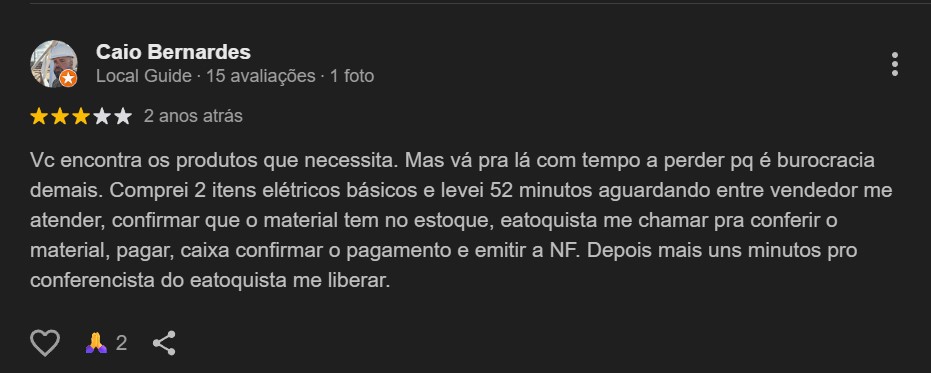 Caio Bernardes
Local Guide · 15 avaliações · 1 foto
2 anos atrás
Vc encontra os produtos que necessita. Mas vá pra lá com tempo a perder pq é burocracia
demais. Comprei 2 itens elétricos básicos e levei 52 minutos aguardando entre vendedor me
atender, confirmar que o material tem no estoque, eatoquista me chamar pra conferir o
material, pagar, caixa confirmar o pagamento e emitir a NF. Depois mais uns minutos pro
conferencista do eatoquista me liberar.
2